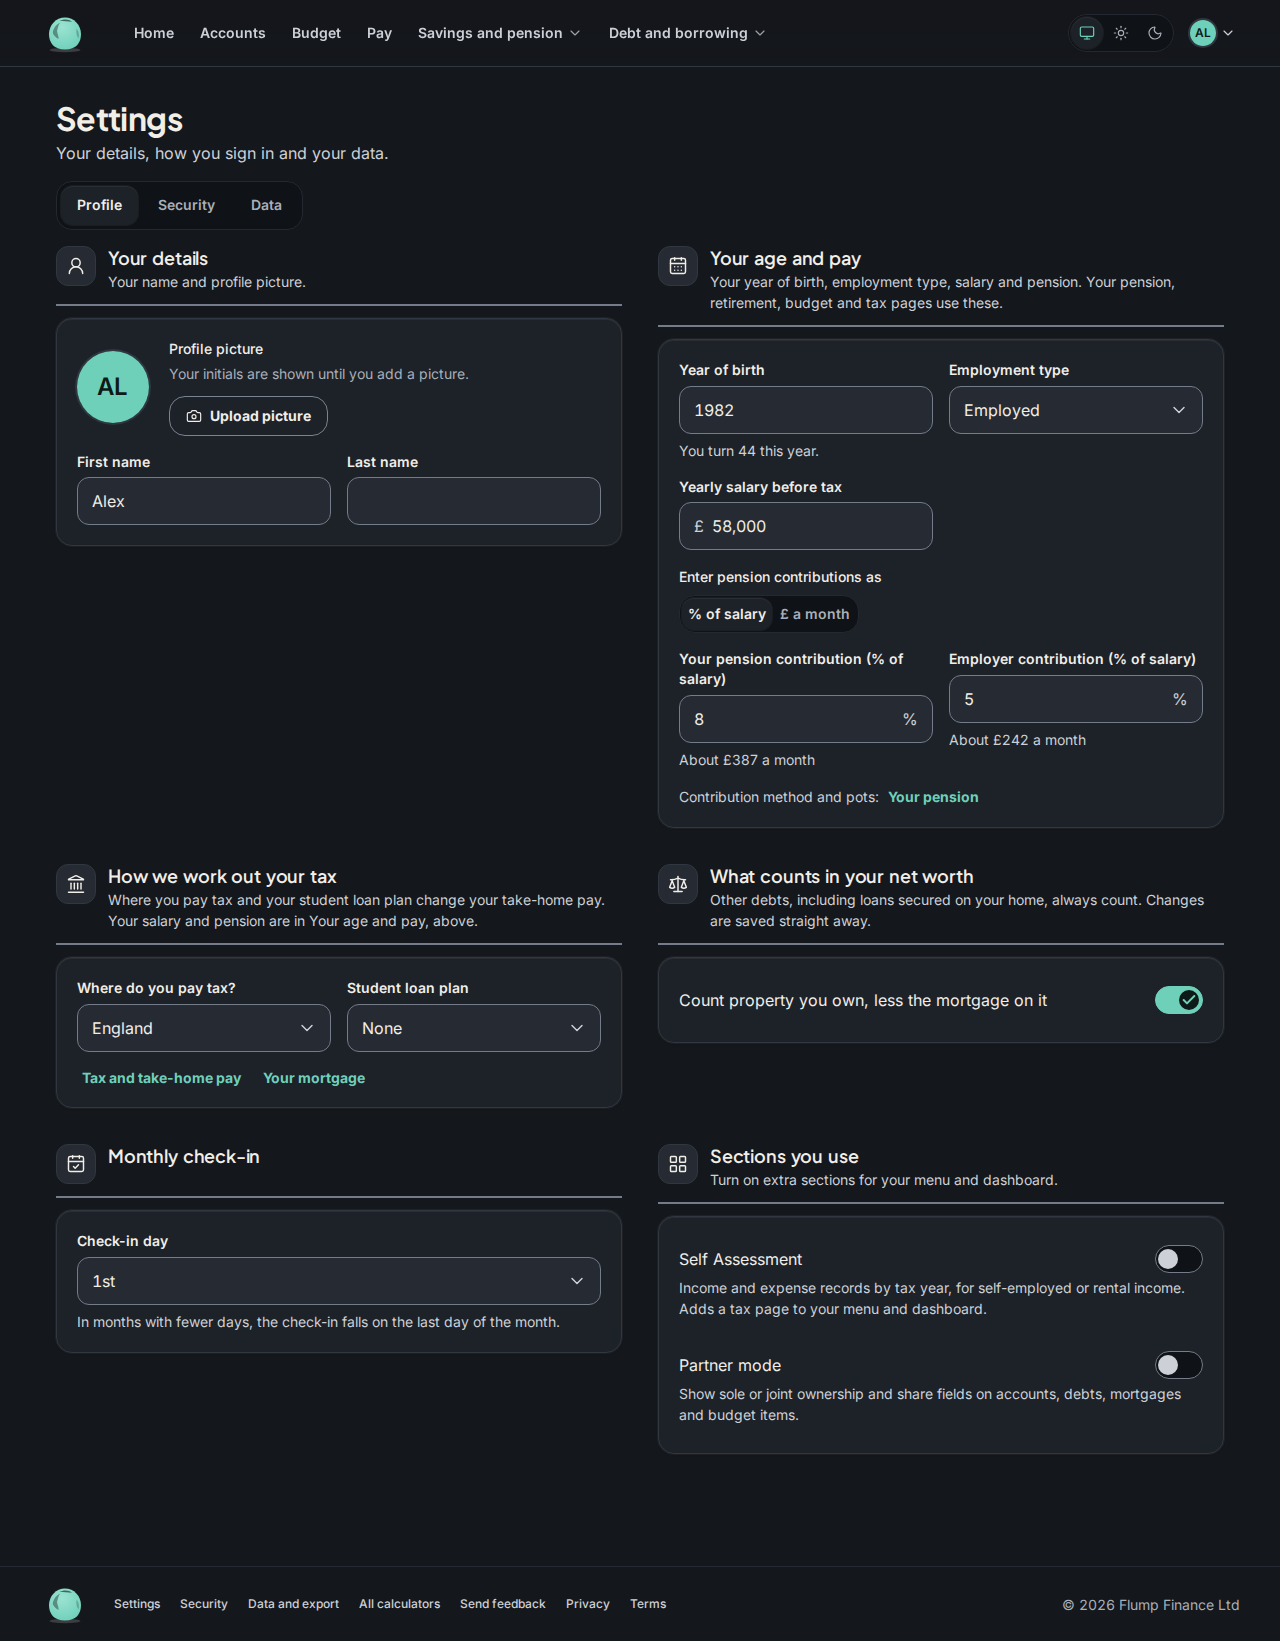 Home
Accounts
Budget
Pay
Savings and pension
Debt and borrowing
AL
Settings
Your details, how you sign in and your data.
Profile
Security
Data
Your details
Your name and profile picture.
AL
Profile picture
Your initials are shown until you add a picture.
Upload picture
First name
Last name
Alex
Your age and pay
Your year of birth, employment type, salary and pension. Your pension,
retirement, budget and tax pages use these.
Year of birth
Employment type
1982
Employed
You turn 44 this year.
Yearly salary before tax
£ 58,000
Enter pension contributions as
% of salary
£ a month
Your pension contribution (% of
salary)
8 %
About £387 a month
Employer contribution (% of salary)
5 %
About £242 a month
Contribution method and pots: Your pension
How we work out your tax
Where you pay tax and your student loan plan change your take-home pay.
Your salary and pension are in Your age and pay, above.
Where do you pay tax?
Student loan plan
England
None
Tax and take-home pay
Your mortgage
What counts in your net worth
Other debts, including loans secured on your home, always count. Changes
are saved straight away.
Count property you own, less the mortgage on it
Monthly check-in
Check-in day
1st
In months with fewer days, the check-in falls on the last day of the month.
Sections you use
Turn on extra sections for your menu and dashboard.
Self Assessment
Income and expense records by tax year, for self-employed or rental income.
Adds a tax page to your menu and dashboard.
Partner mode
Show sole or joint ownership and share fields on accounts, debts, mortgages
and budget items.
Settings
Security
Data and export
All calculators
Send feedback
Privacy
Terms
© 2026 Flump Finance Ltd